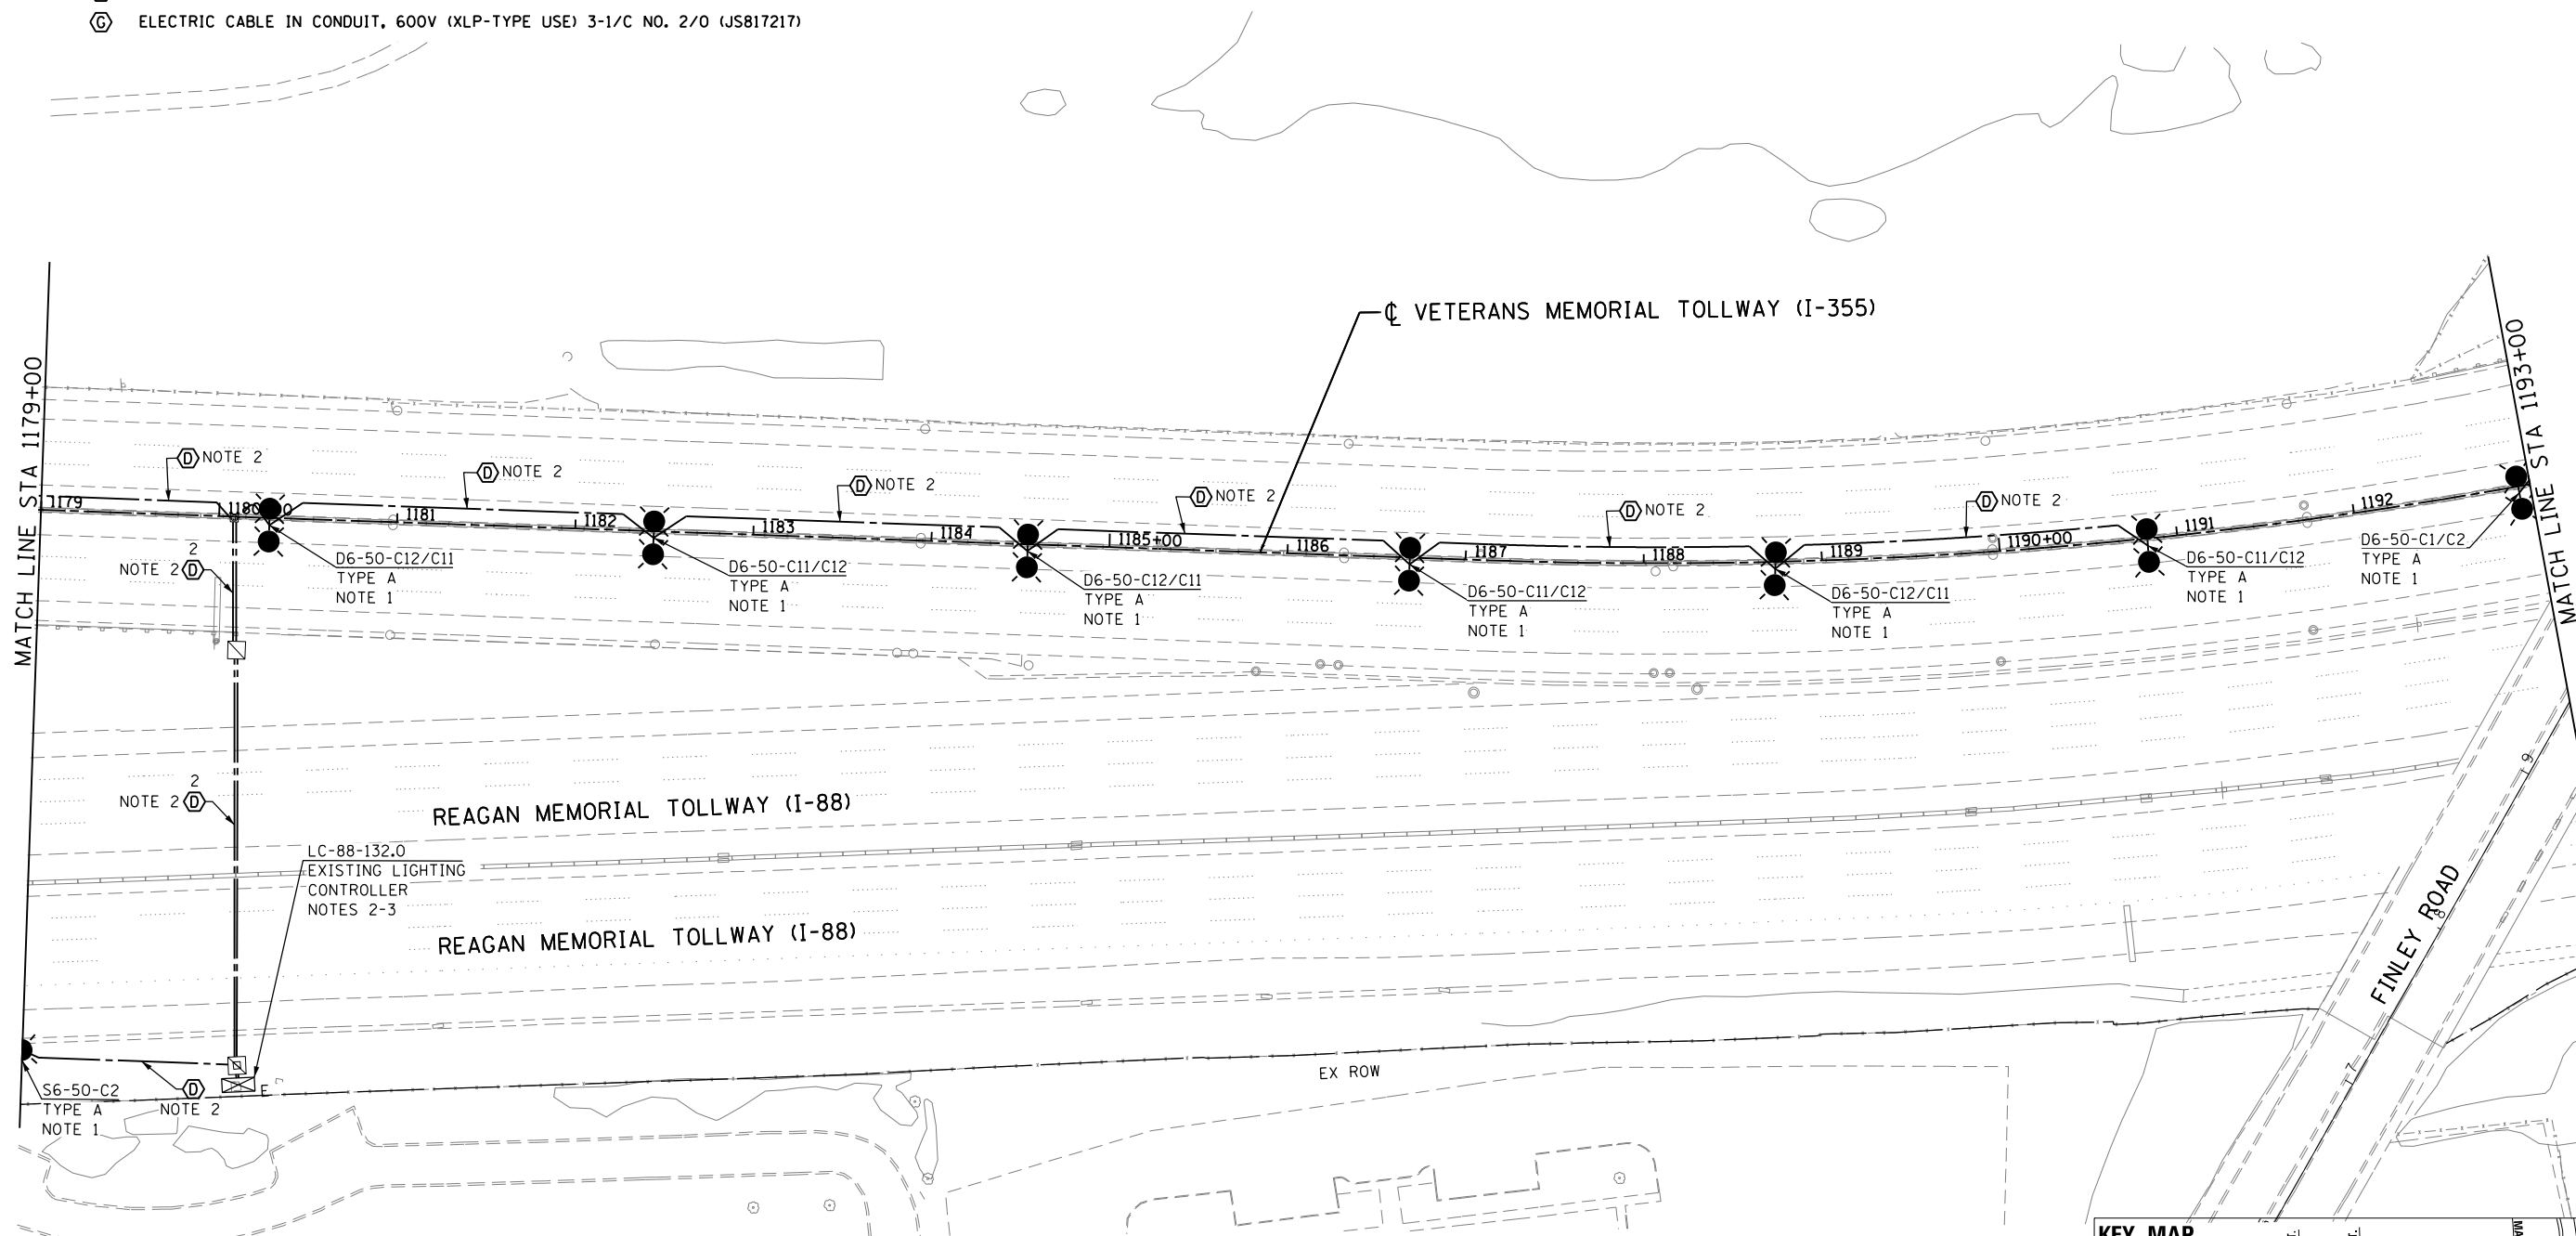 G ELECTRIC CABLE IN CONDUIT, 600V (XLP-TYPE USE) 3-1/C NO. 2/0 (JS817217)
℄ VETERANS MEMORIAL TOLLWAY (I-355)
MATCH LINE STA 1179+00
MATCH LINE STA 1193+00
D NOTE 2
D NOTE 2
D NOTE 2
D NOTE 2
D NOTE 2
D NOTE 2
1179
1181
1182
1183
1184
1185+00
1186
1187
1188
1189
1190+00
1191
1192
D6-50-C12/C11
TYPE A
NOTE 1
D6-50-C11/C12
TYPE A
NOTE 1
D6-50-C12/C11
TYPE A
NOTE 1
D6-50-C11/C12
TYPE A
NOTE 1
D6-50-C12/C11
TYPE A
NOTE 1
D6-50-C11/C12
TYPE A
NOTE 1
D6-50-C1/C2
TYPE A
NOTE 1
2
NOTE 2 D
2
NOTE 2 D
REAGAN MEMORIAL TOLLWAY (I-88)
LC-88-132.0
EXISTING LIGHTING
CONTROLLER
NOTES 2-3
REAGAN MEMORIAL TOLLWAY (I-88)
FINLEY ROAD
19
18
17
EX ROW
E
S6-50-C2
TYPE A
NOTE 1
D
NOTE 2
KEY MAP